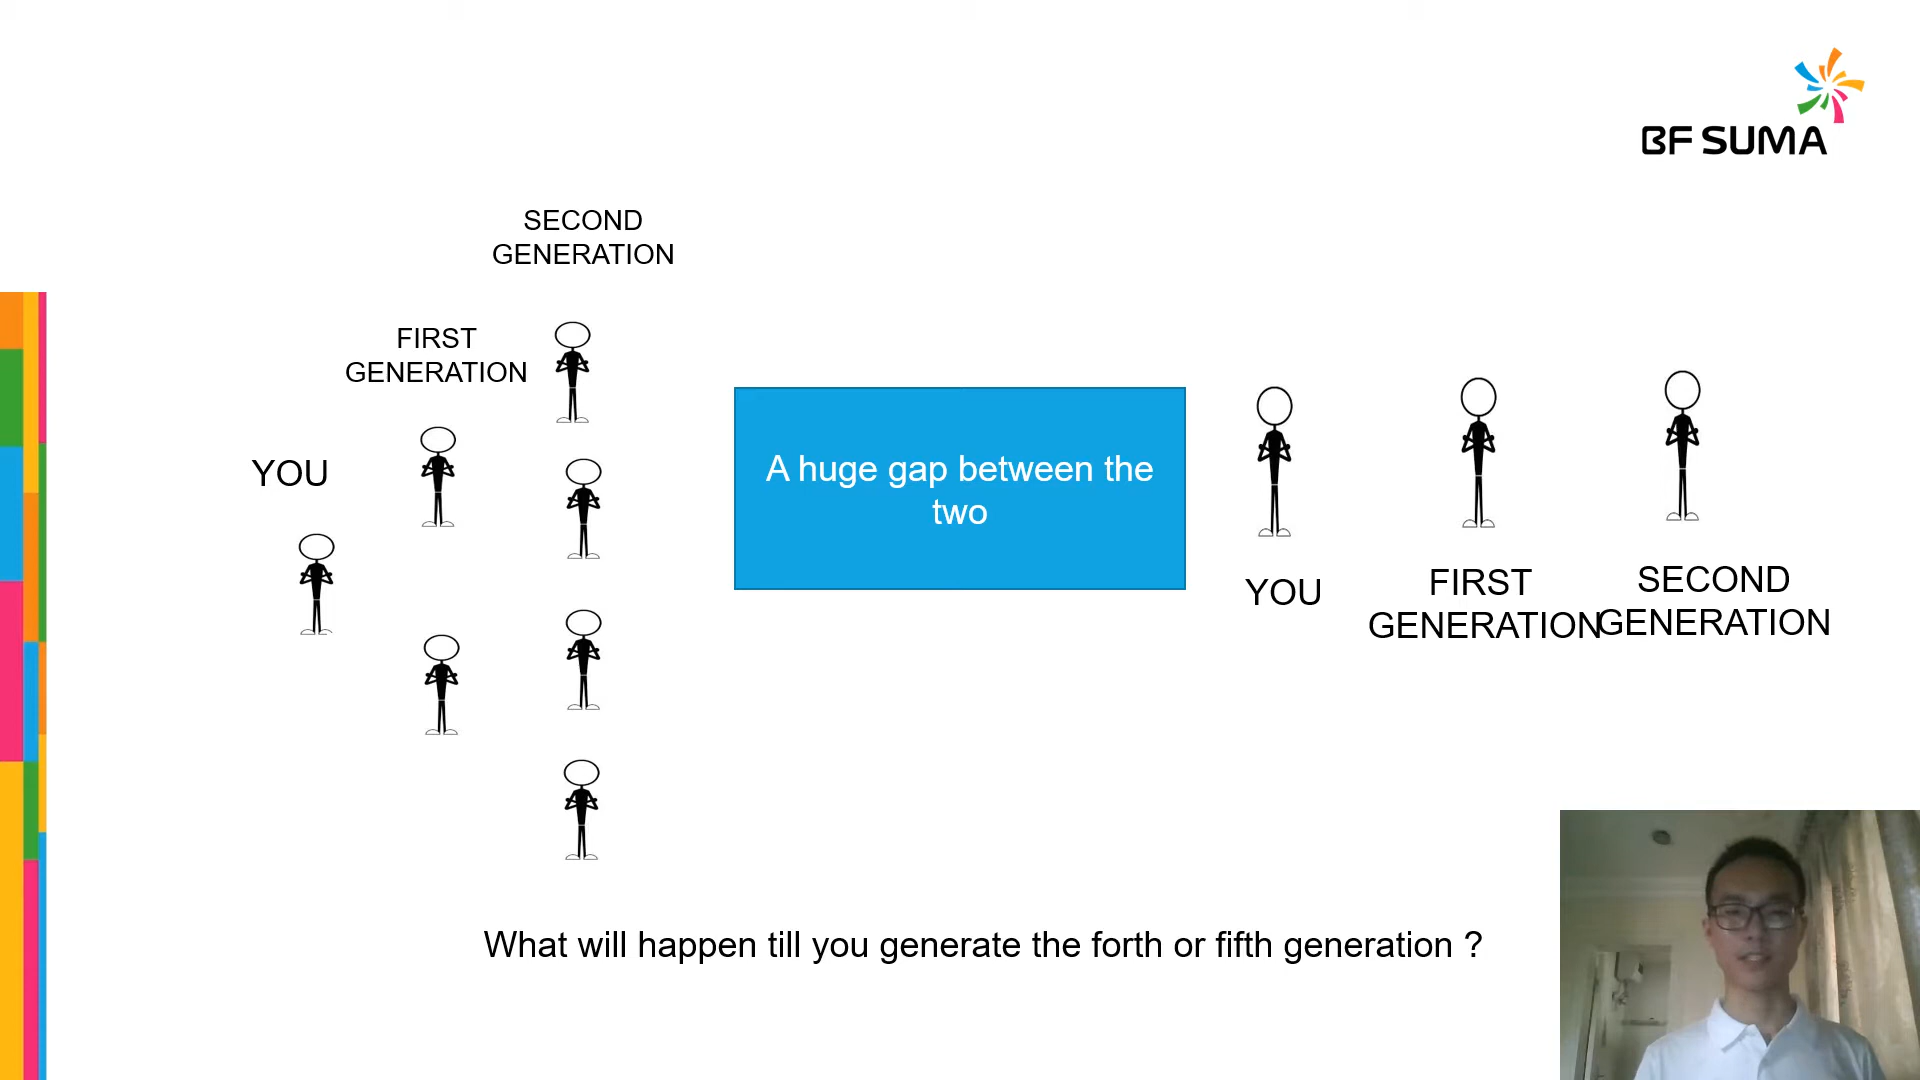 BF SUMA
SECOND
GENERATION
FIRST
GENERATION
YOU
A huge gap between the
two
YOU
FIRST
GENERATION
SECOND
GENERATION
What will happen till you generate the forth or fifth generation ?